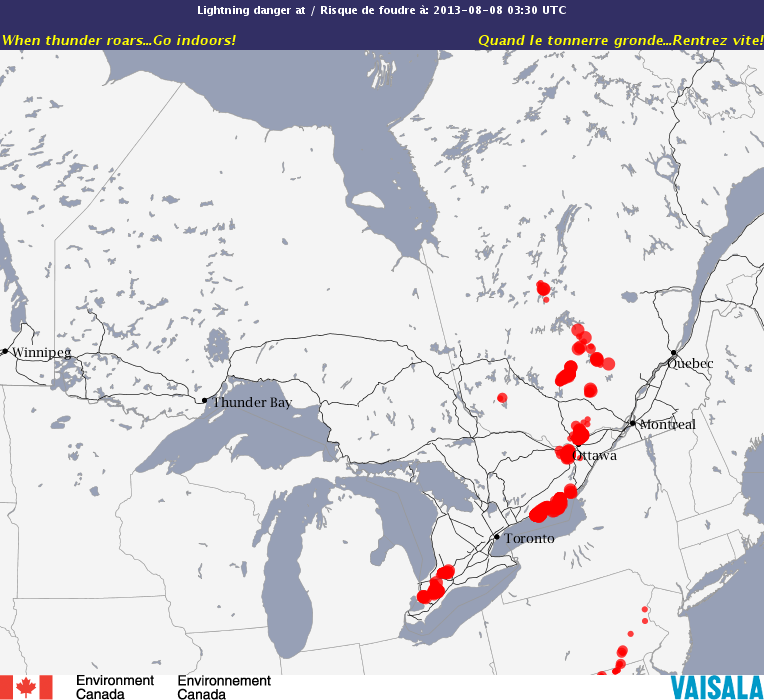 Lightning danger at / Risque de foudre à: 2013-08-08 03:30 UTC
When thunder roars...Go indoors! Quand le tonnerre gronde...Rentrez vite!
Winnipeg
Quebec
Thunder Bay
Montreal
Ottawa
Toronto
Environment Environnement
Canada Canada
VAISALA